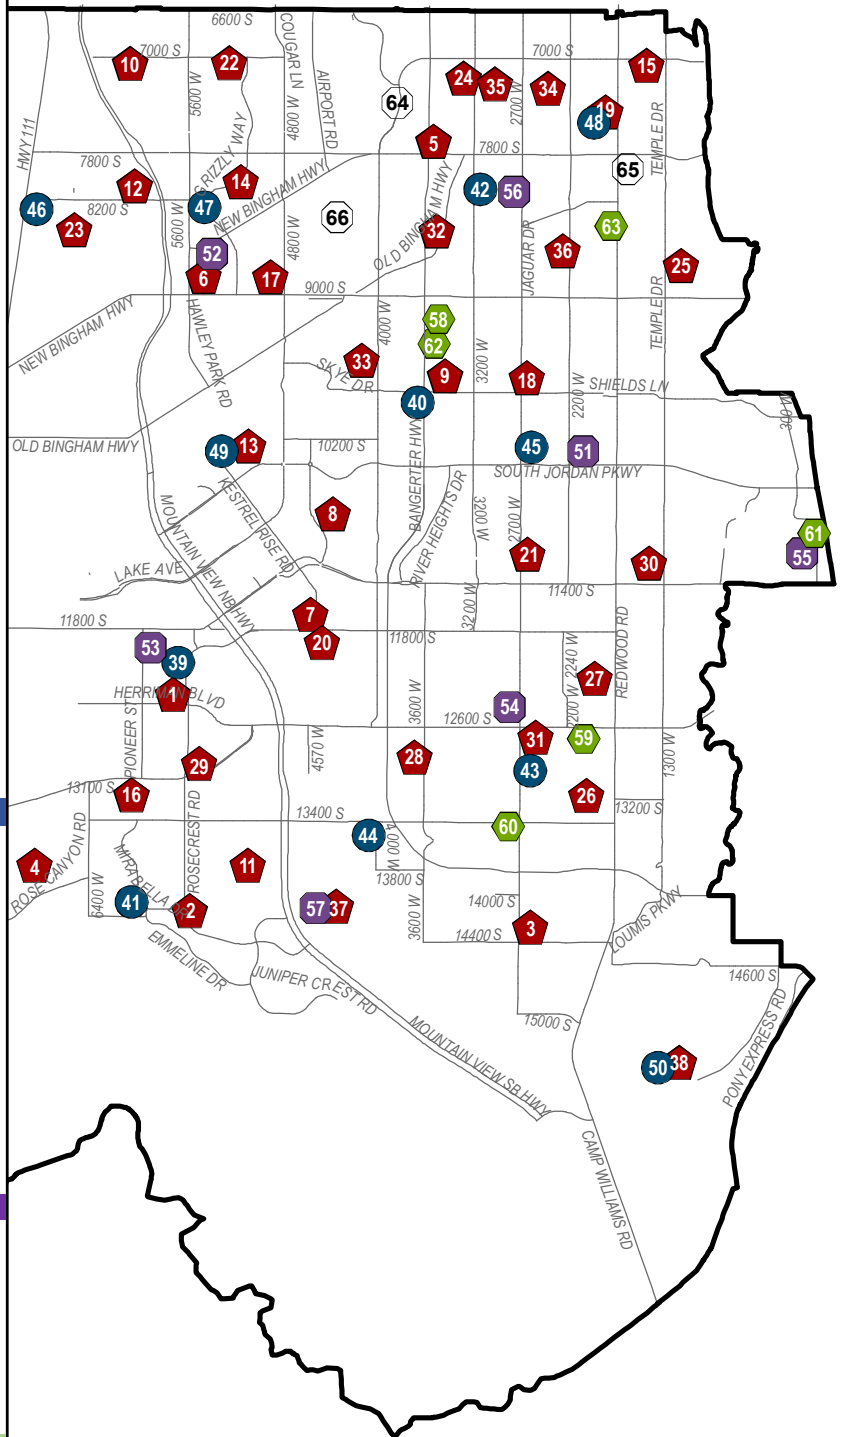 6600 S
COUGAR LN
7000 S
7000 S
10
22
24
35
34
15
5600 W
4800 W
AIRPORT RD
64
2700 W
19
48
TEMPLE DR
HWY 111
GRIZZLY WAY
5
7800 S
7800 S
65
12
14
NEW BINGHAM HWY
42
56
46
8200 S
47
23
5600 W
4800 W
66
OLD BINGHAM HWY
32
JAGUAR DR
63
52
36
25
6
17
9000 S
TEMPLE DR
NEW BINGHAM HWY
HAWLEY PARK RD
4000 W
58
62
3200 W
33
SKYE DR
9
18
2200 W
SHIELDS LN
300 W
40
BANGERTER HWY
OLD BINGHAM HWY
49
13
10200 S
45
51
SOUTH JORDAN PKWY
KESTREL RISE RD
MOUNTAIN VIEW NB HWY
8
RIVER HEIGHTS DR
3200 W
2700 W
61
55
LAKE AVE
21
30
11400 S
7
3200 W
11800 S
20
11800 S
REDWOOD RD
53
39
2240 W
27
HERRIMAN BLVD
1
PIONEER ST
3600 W
54
2200 W
12600 S
4570 W
31
59
1300 W
29
28
43
13100 S
16
26
13200 S
ROSECREST RD
13400 S
44
60
4000 W
4
ROSE CANYON RD
MIRABELLA DR
11
13800 S
6400 W
41
2
57
37
14000 S
3600 W
3
14400 S
LOUMIS PKWY
EMMELINE DR
JUNIPER CREST RD
14600 S
15000 S
MOUNTAIN VIEW SB HWY
50
38
PONY EXPRESS RD
CAMP WILLIAMS RD